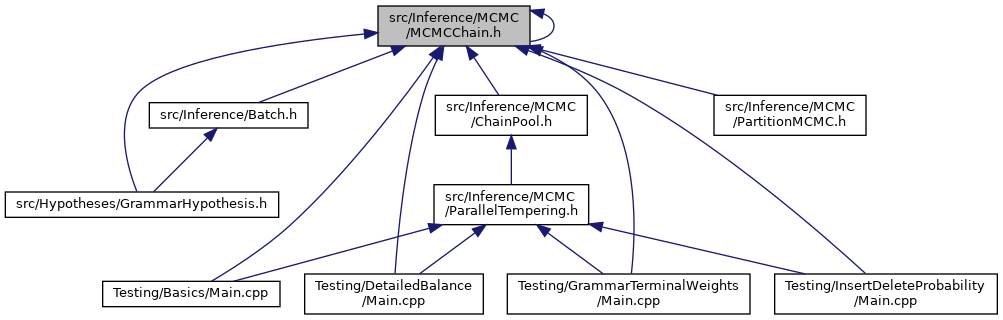 src/Inference/MCMC
/MCMCChain.h
src/Inference/Batch.h
src/Inference/MCMC
/ChainPool.h
src/Inference/MCMC
/PartitionMCMC.h
src/Hypotheses/GrammarHypothesis.h
src/Inference/MCMC
/ParallelTempering.h
Testing/Basics/Main.cpp
Testing/DetailedBalance
/Main.cpp
Testing/GrammarTerminalWeights
/Main.cpp
Testing/InsertDeleteProbability
/Main.cpp